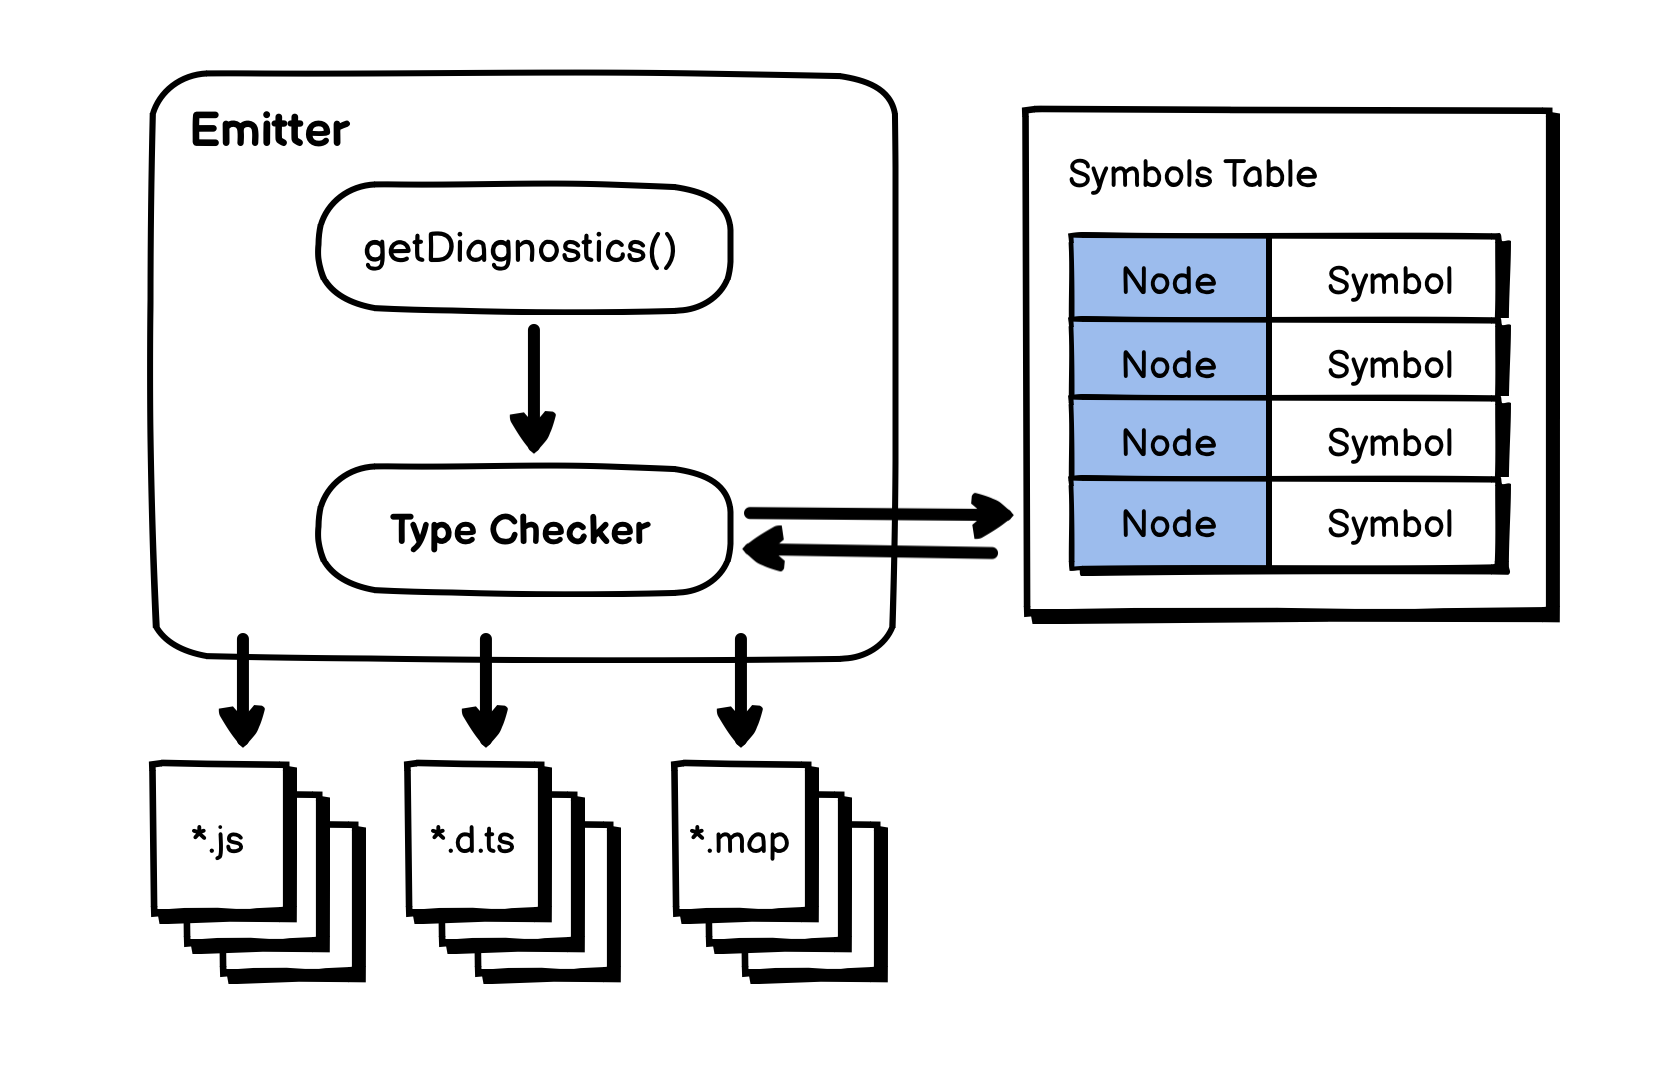 Emitter
getDiagnostics()
Type Checker
Symbols Table
Node Symbol
Node Symbol
Node Symbol
Node Symbol
*.js
*.d.ts
*.map